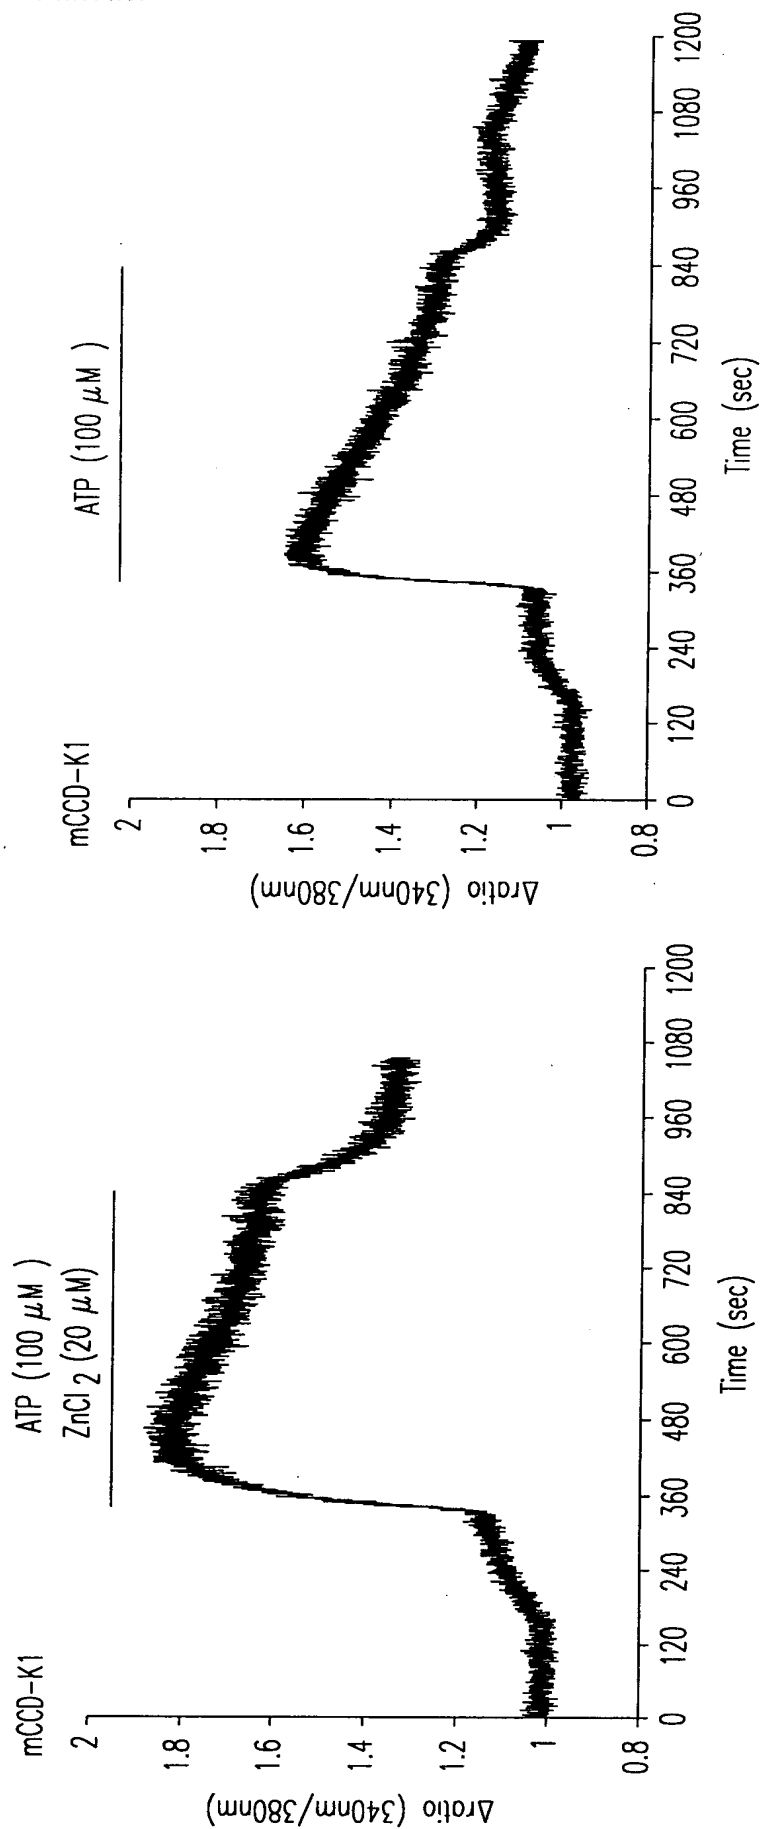 mCCD-K1
ATP (100 μM )
ZnCl2 (20 μM)
Δratio (340nm/380nm)
2
1.8
1.6
1.4
1.2
1
0.8
0 120 240 360 480 600 720 840 960 1080 1200
Time (sec)
mCCD-K1
ATP (100 μM )
Δratio (340nm/380nm)
2
1.8
1.6
1.4
1.2
1
0.8
0 120 240 360 480 600 720 840 960 1080 1200
Time (sec)